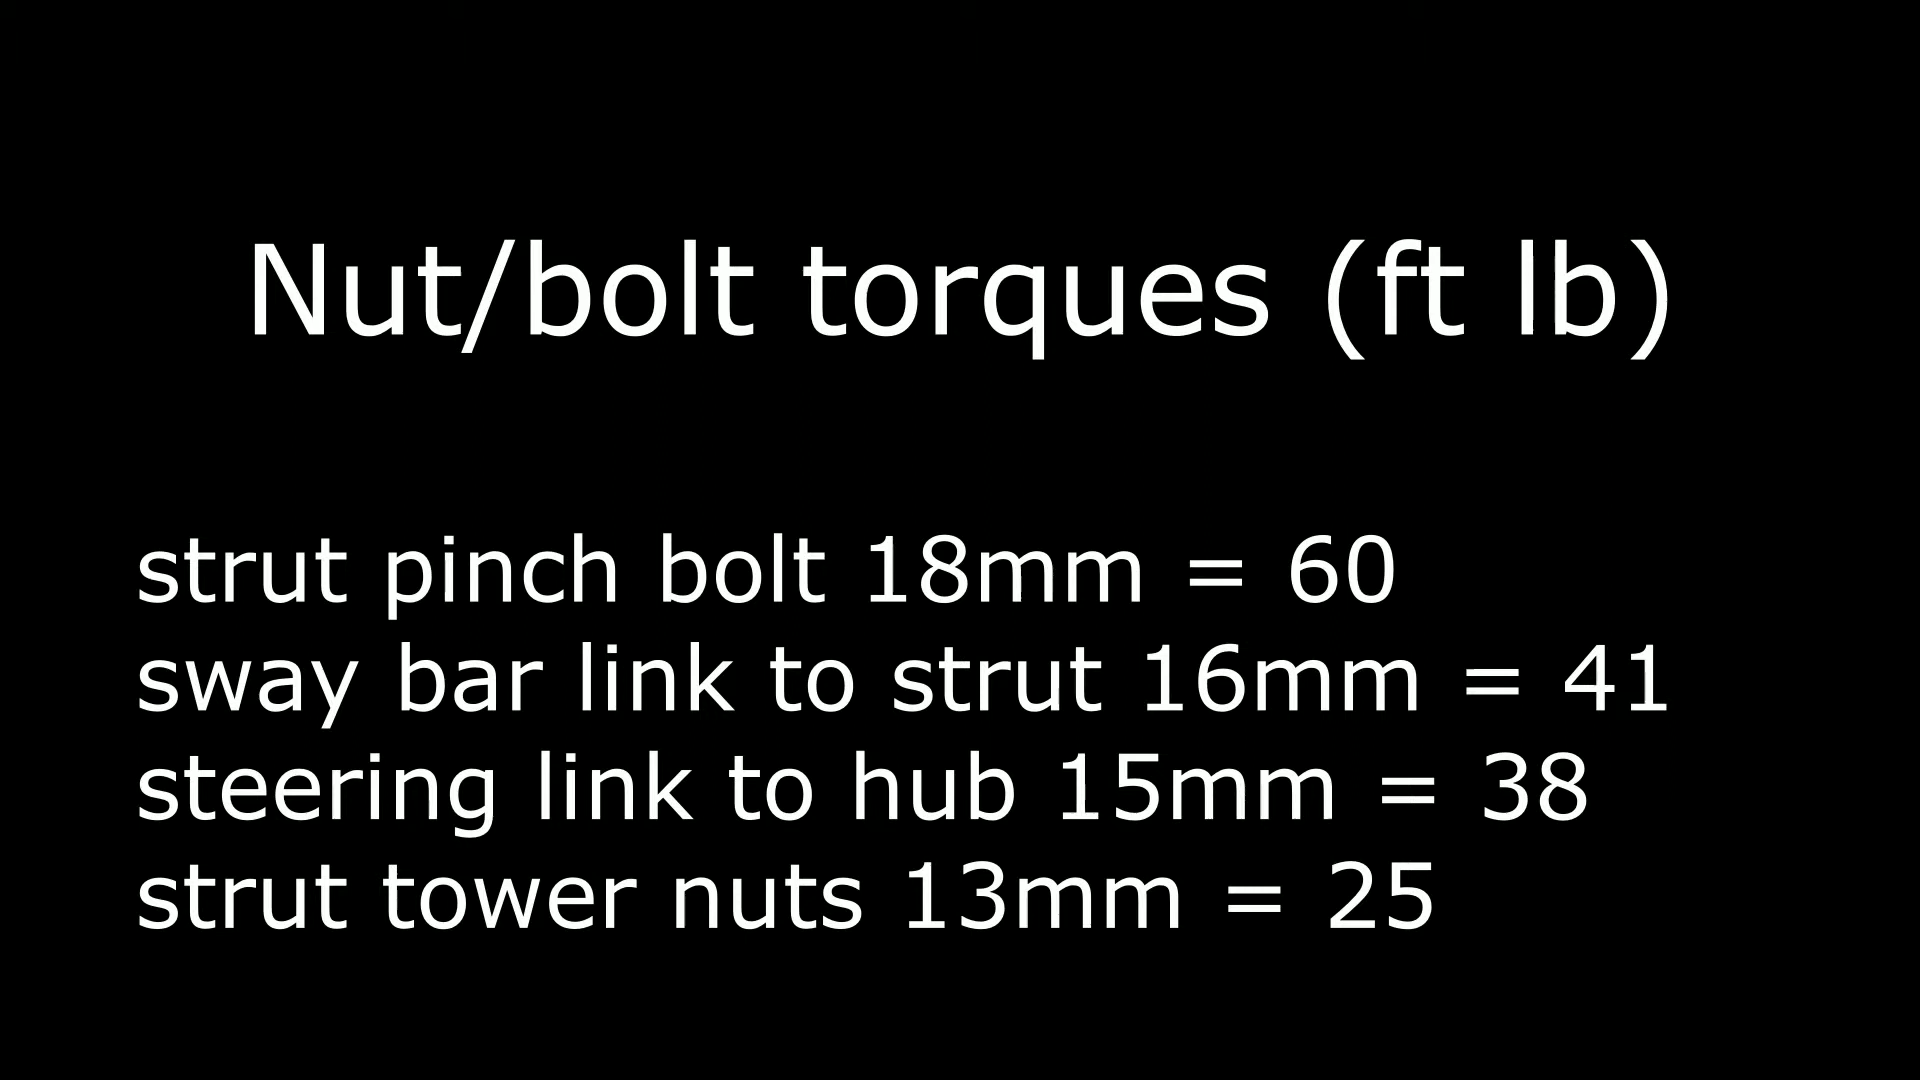 Nut/bolt torques (ft lb)
strut pinch bolt 18mm = 60
sway bar link to strut 16mm = 41
steering link to hub 15mm = 38
strut tower nuts 13mm = 25